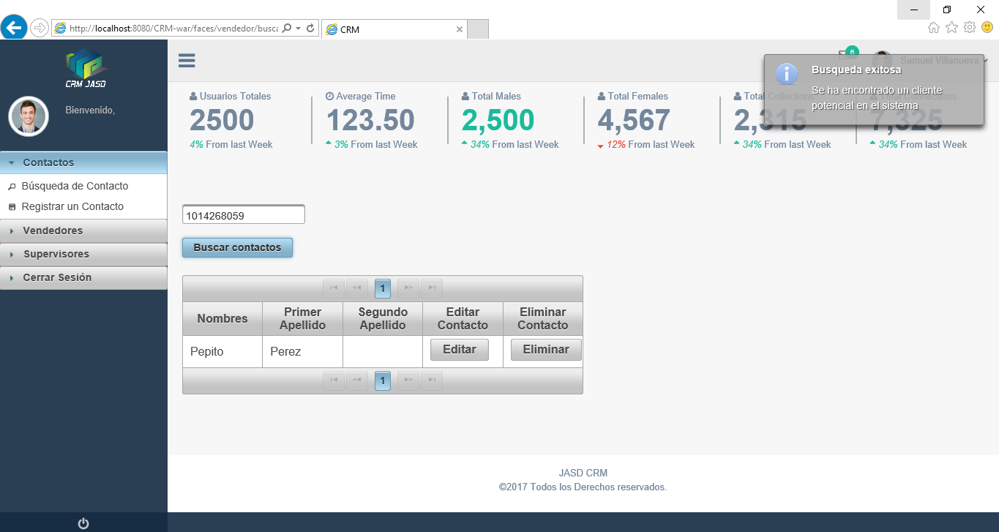 http://localhost:8080/CRM-war/faces/vendedor/busca
CRM
CRM JASD
Bienvenido,
Contactos
Búsqueda de Contacto
Registrar un Contacto
Vendedores
Supervisores
Cerrar Sesión
6
Samuel Villanueva
Busqueda exitosa
Se ha encontrado un cliente
potencial en el sistema
Usuarios Totales
2500
4% From last Week
Average Time
123.50
3% From last Week
Total Males
2,500
34% From last Week
Total Females
4,567
12% From last Week
Total Collections
2,315
34% From last Week
Total Connections
7,325
34% From last Week
1014268059
Buscar contactos
1
Nombres
Primer Apellido
Segundo Apellido
Editar Contacto
Eliminar Contacto
Pepito
Perez
Editar
Eliminar
1
JASD CRM
©2017 Todos los Derechos reservados.